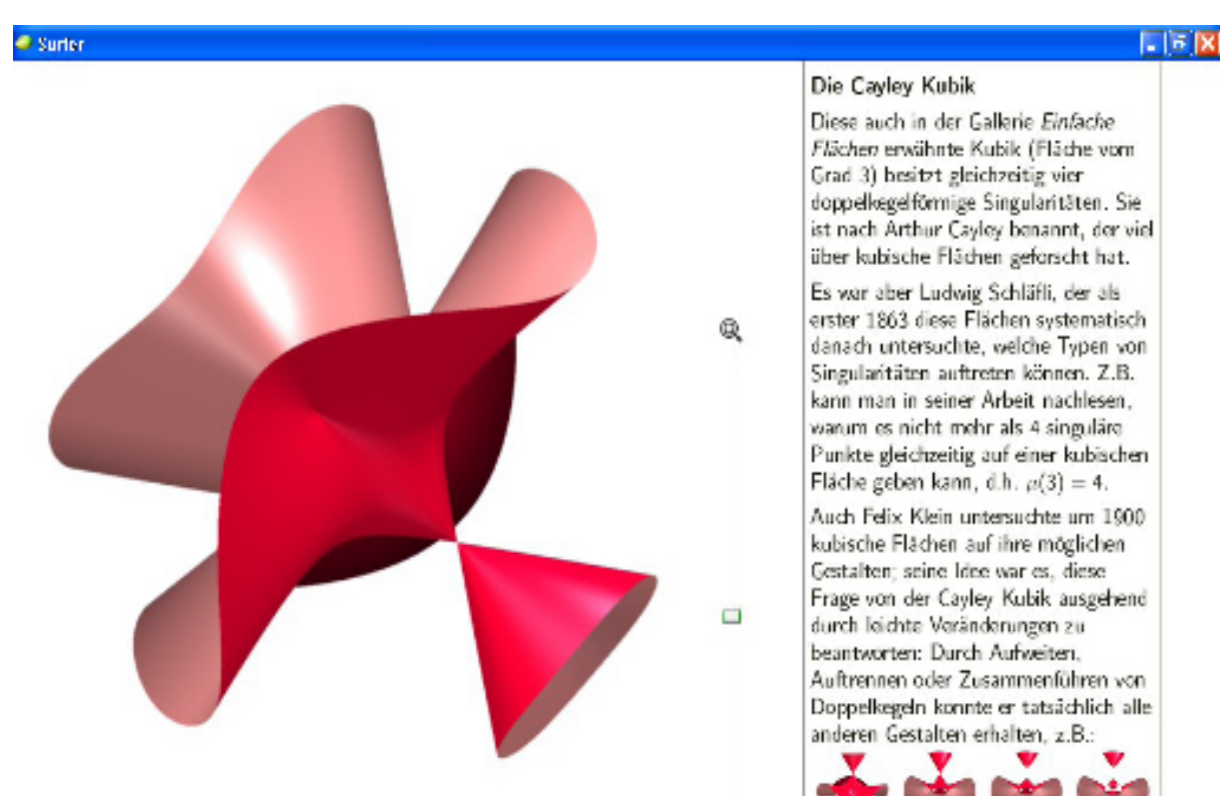 Surfer
Die Cayley Kubik
Diese auch in der Gallerie Einfache
Flächen erwähnte Kubik (Fläche vom
Grad 3) besitzt gleichzeitig vier
doppelkegelförmige Singularitäten. Sie
ist nach Arthur Cayley benannt, der viel
über kubische Flächen geforscht hat.
Es war aber Ludwig Schläfli, der als
erster 1863 diese Flächen systematisch
danach untersuchte, welche Typen von
Singularitäten auftreten können. Z.B.
kann man in seiner Arbeit nachlesen,
warum es nicht mehr als 4 singuläre
Punkte gleichzeitig auf einer kubischen
Fläche geben kann, d.h. μ(3) = 4.
Auch Felix Klein untersuchte um 1900
kubische Flächen auf ihre möglichen
Gestalten; seine Idee war es, diese
Frage von der Cayley Kubik ausgehend
durch leichte Veränderungen zu
beantworten: Durch Aufweiten,
Auftrennen oder Zusammenführen von
Doppelkegeln konnte er tatsächlich alle
anderen Gestalten erhalten, z.B.: